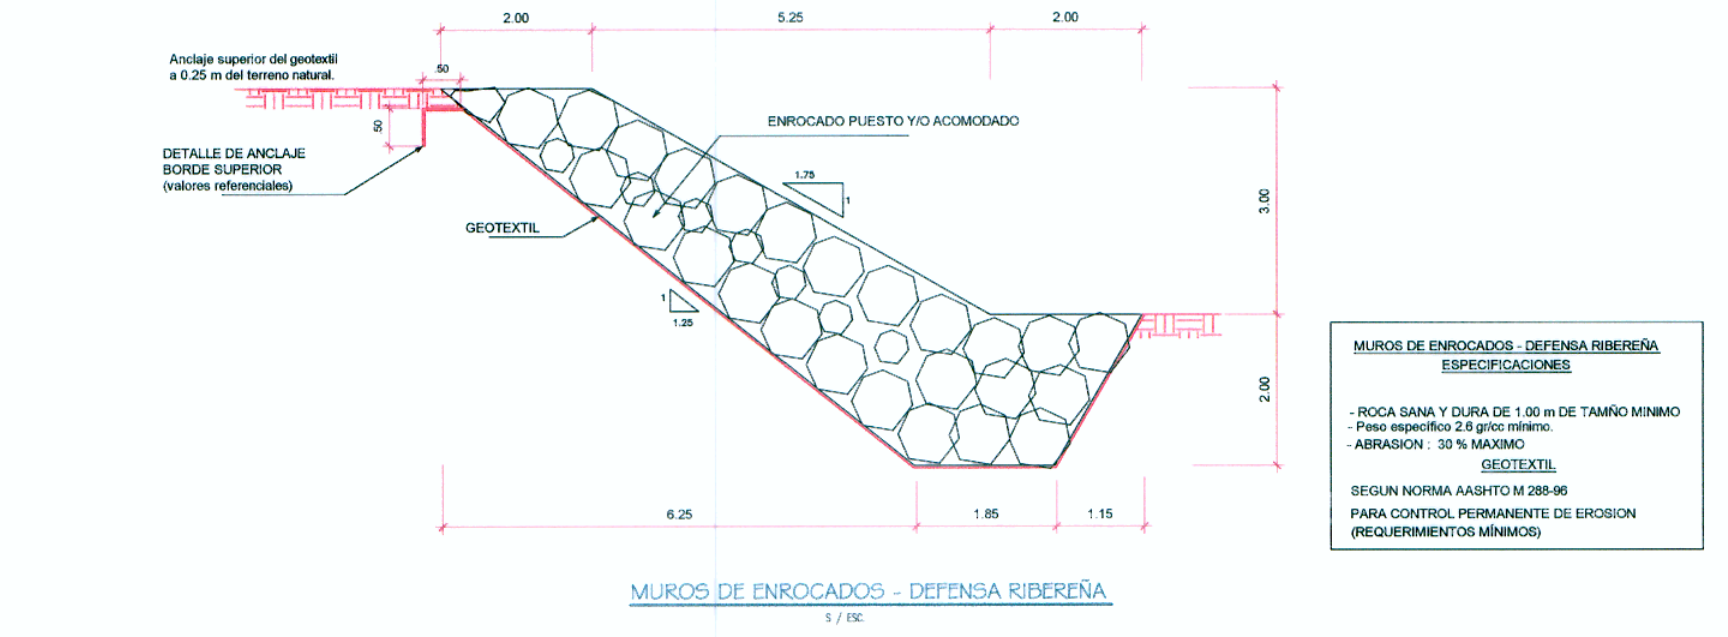 2.00
5.25
2.00
Anclaje superior del geotextil
a 0.25 m del terreno natural.
.50
.50
DETALLE DE ANCLAJE
BORDE SUPERIOR
(valores referenciales)
ENROCADO PUESTO Y/O ACOMODADO
1.75
1
GEOTEXTIL
3.00
1
1.25
2.00
6.25
1.85
1.15
MUROS DE ENROCADOS - DEFENSA RIBEREÑA
ESPECIFICACIONES
- ROCA SANA Y DURA DE 1.00 m DE TAMÑO MINIMO
- Peso especifico 2.6 gr/cc mínimo.
- ABRASION : 30 % MAXIMO
GEOTEXTIL
SEGUN NORMA AASHTO M 288-96
PARA CONTROL PERMANENTE DE EROSION
(REQUERIMIENTOS MÍNIMOS)
MUROS DE ENROCADOS - DEFENSA RIBEREÑA
S / ESC.